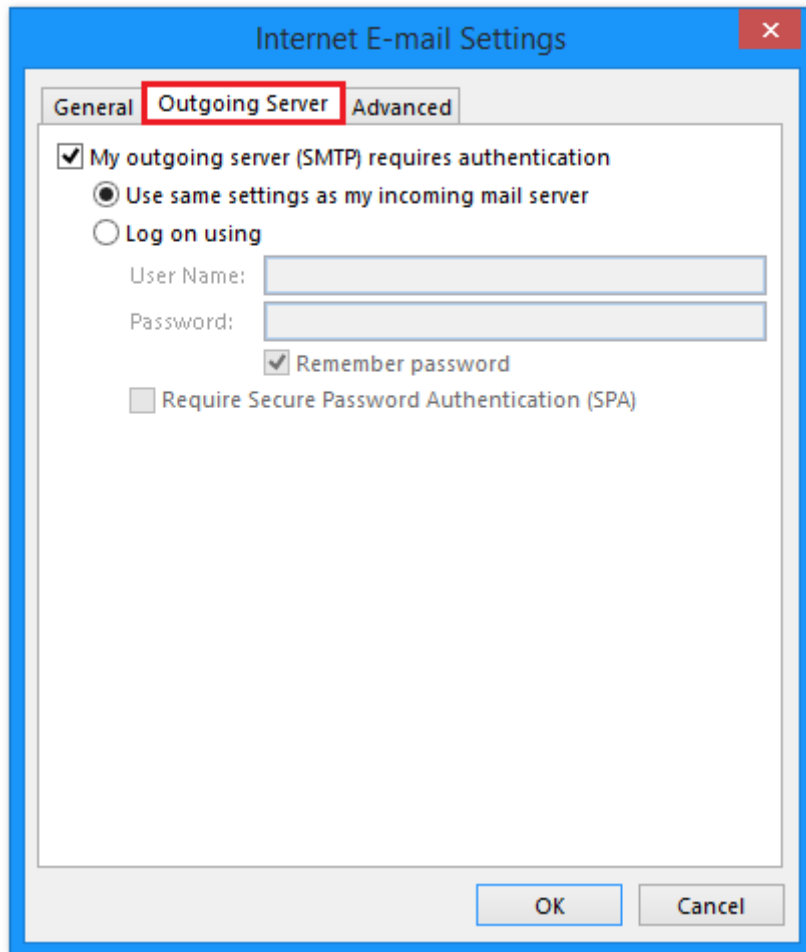 Internet E-mail Settings
General Outgoing Server Advanced
My outgoing server (SMTP) requires authentication
Use same settings as my incoming mail server
Log on using
User Name:
Password:
Remember password
Require Secure Password Authentication (SPA)
OK Cancel